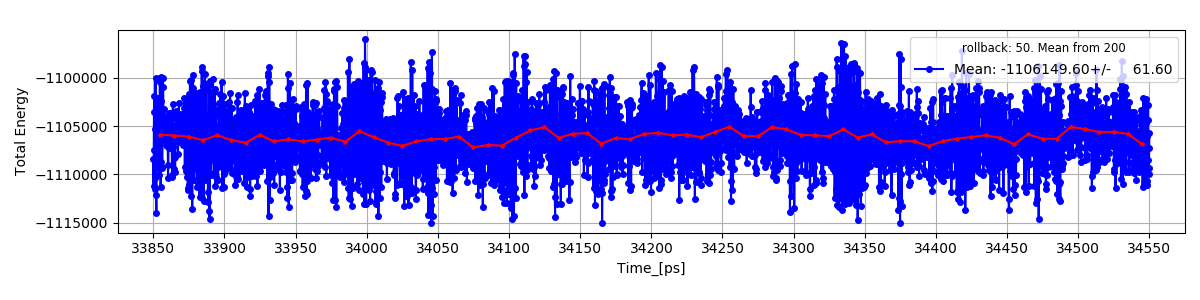 rollback: 50. Mean from 200
Mean: -1106149.60+/- 61.60
Total Energy
−1100000
−1105000
−1110000
−1115000
33850 33900 33950 34000 34050 34100 34150 34200 34250 34300 34350 34400 34450 34500 34550
Time_[ps]